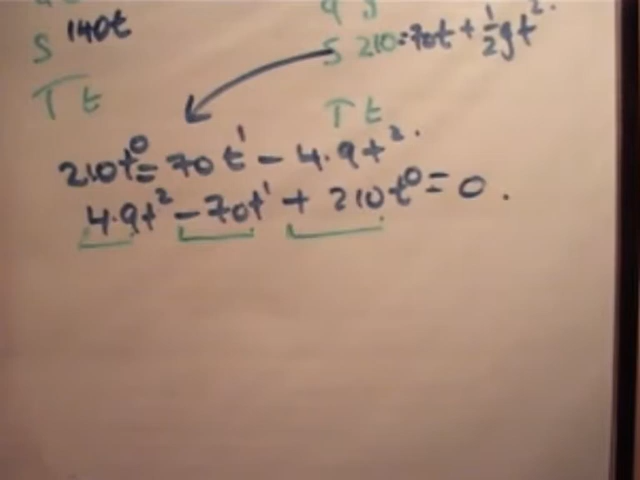 S 140t
S 210=70t + 1/2gt².
T t
T t
210t⁰ = 70t¹ - 4.9t².
4.9t² - 70t¹ + 210t⁰ = 0.